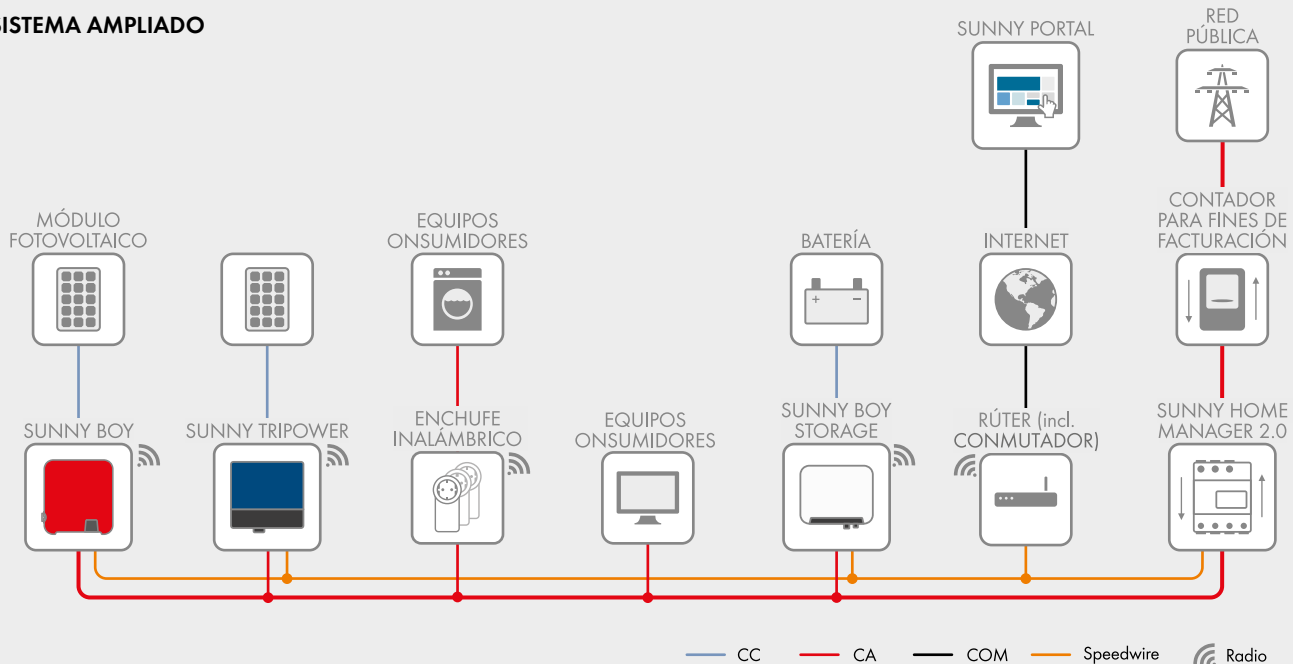 SISTEMA AMPLIADO
SUNNY PORTAL
RED
PÚBLICA
MÓDULO
FOTOVOLTAICO
EQUIPOS
ONSUMIDORES
BATERÍA
INTERNET
CONTADOR
PARA FINES DE
FACTURACIÓN
SUNNY BOY
SUNNY TRIPOWER
ENCHUFE
INALÁMBRICO
EQUIPOS
ONSUMIDORES
SUNNY BOY
STORAGE
RÚTER (incl.
CONMUTADOR)
SUNNY HOME
MANAGER 2.0
CC
CA
COM
Speedwire
Radio